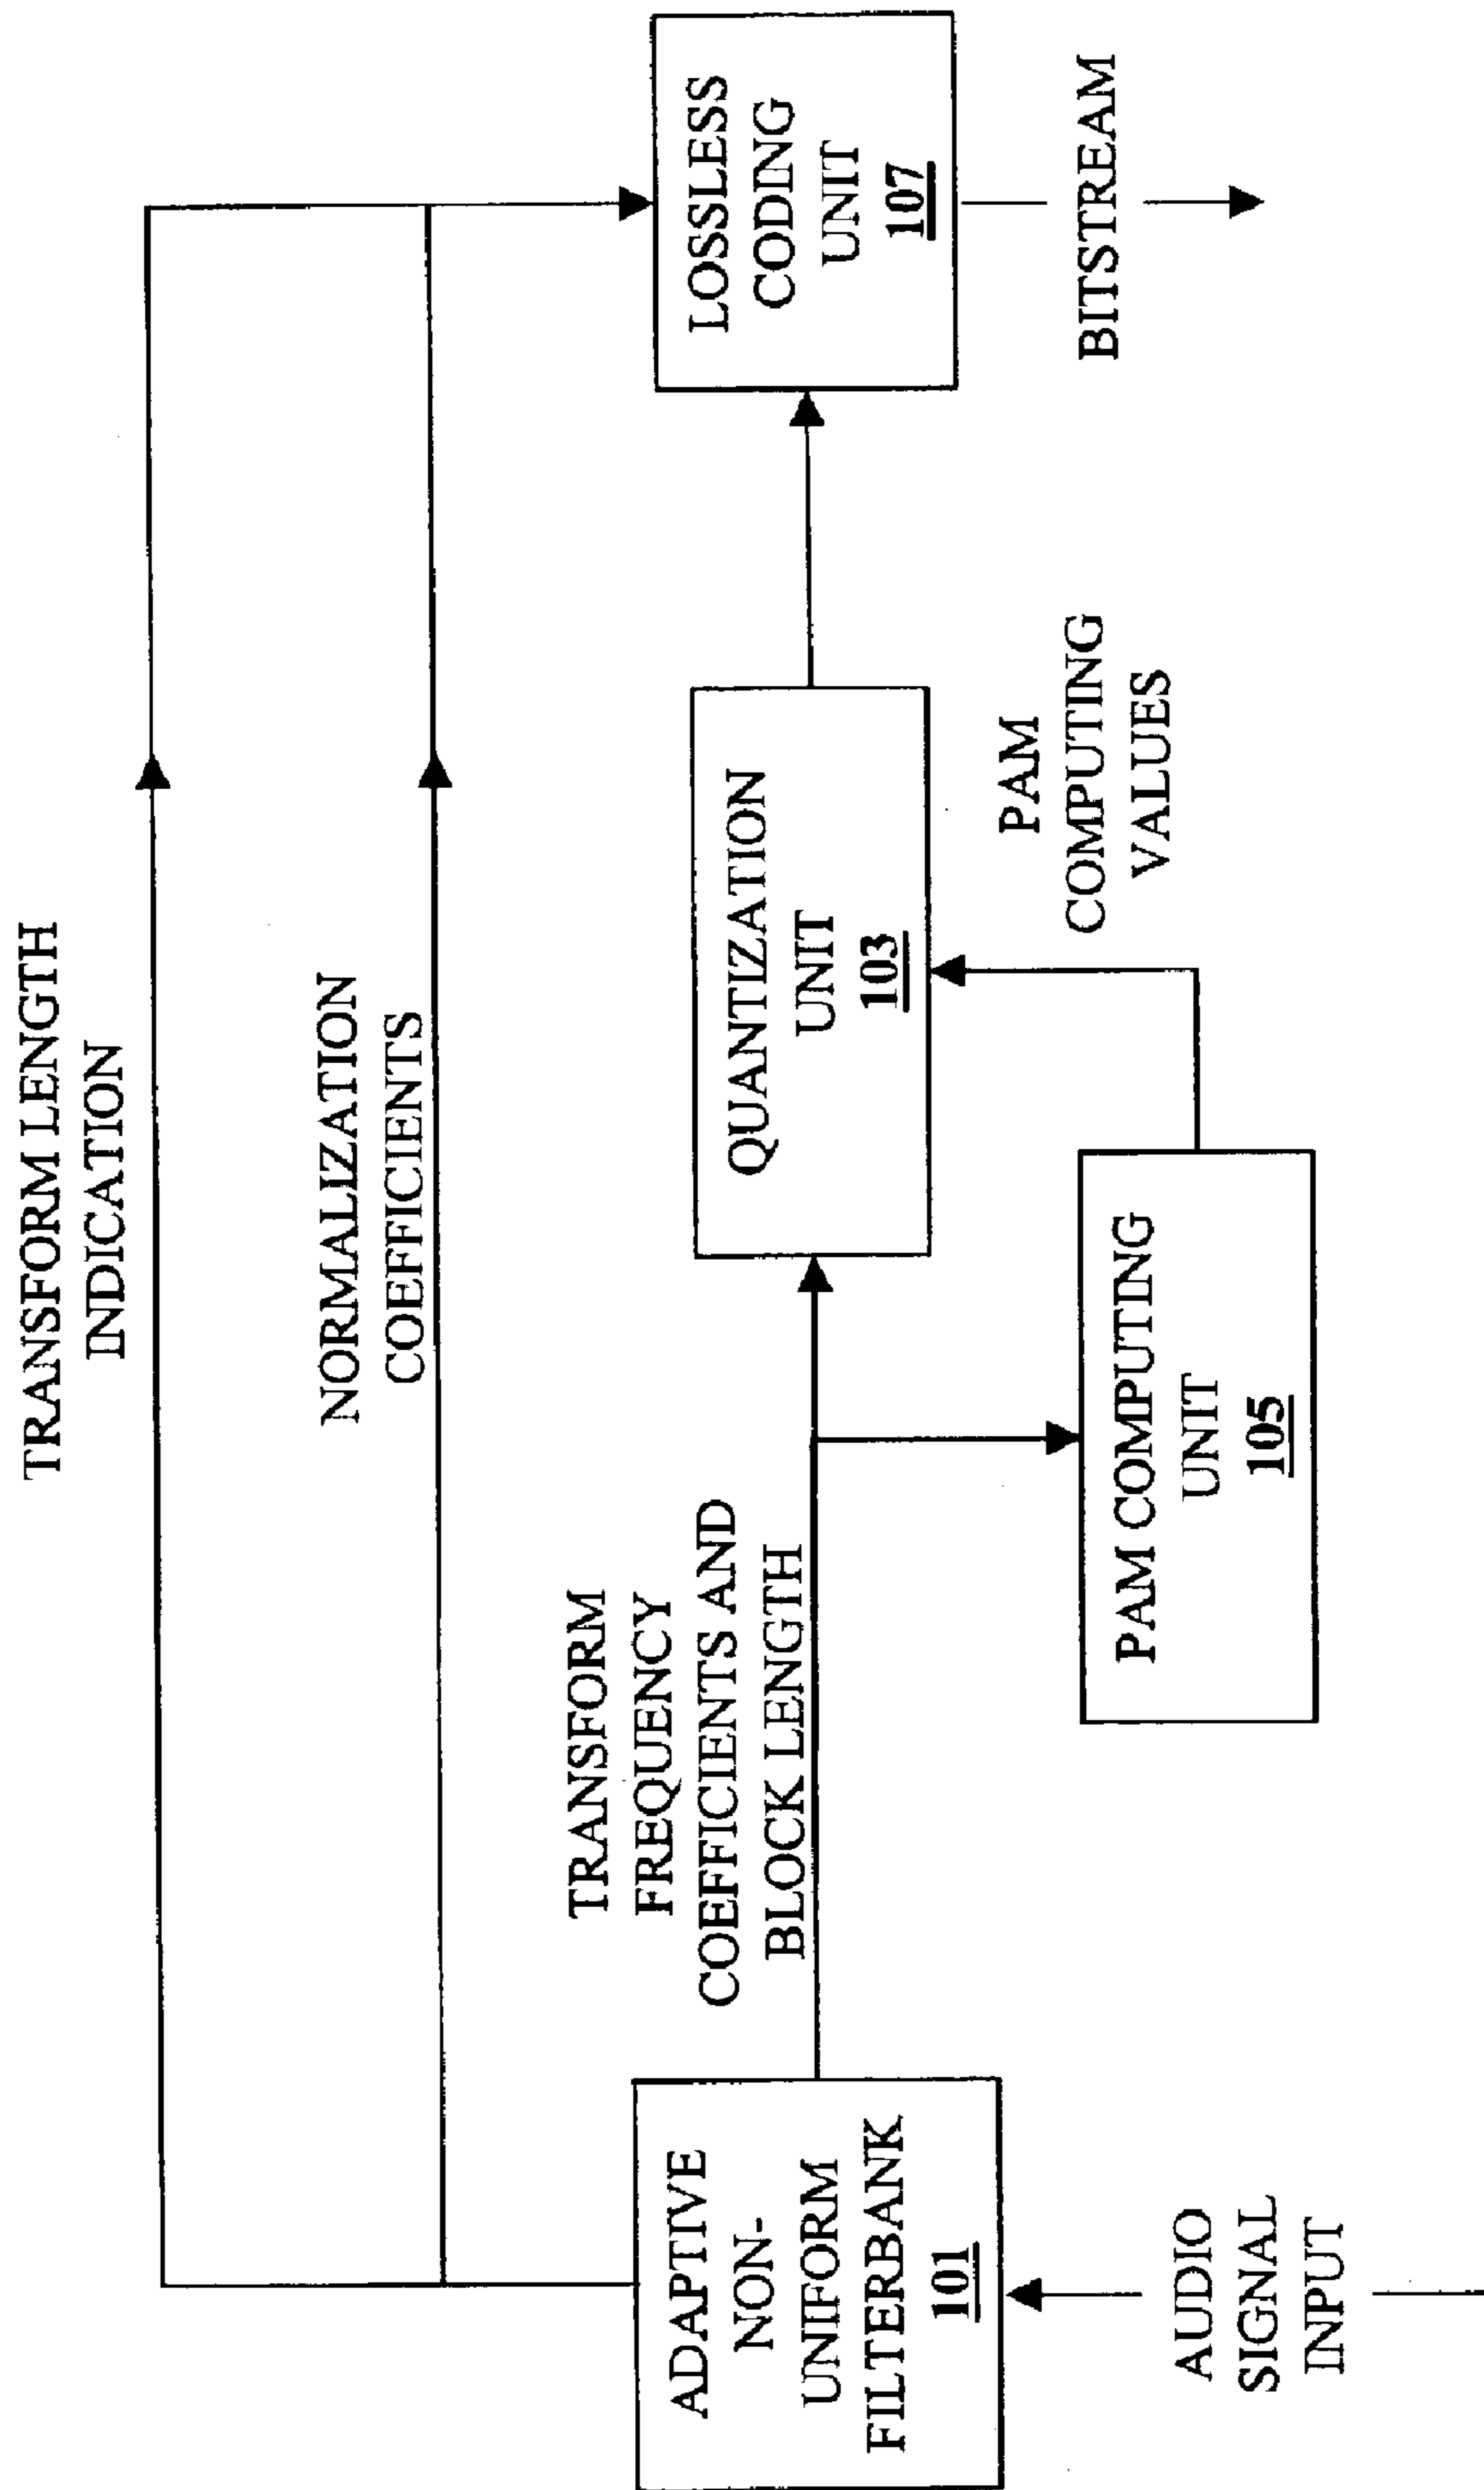 TRANSFORM LENGTH
INDICATION
NORMALIZATION
COEFFICIENTS
TRANSFORM
FREQUENCY
COEFFICIENTS AND
BLOCK LENGTH
ADAPTIVE
NON-
UNIFORM
FILTERBANK
101
AUDIO
SIGNAL
INPUT
QUANTIZATION
UNIT
103
PAM COMPUTING
UNIT
105
PAM
COMPUTING
VALUES
LOSSLESS
CODING
UNIT
107
BITSTREAM